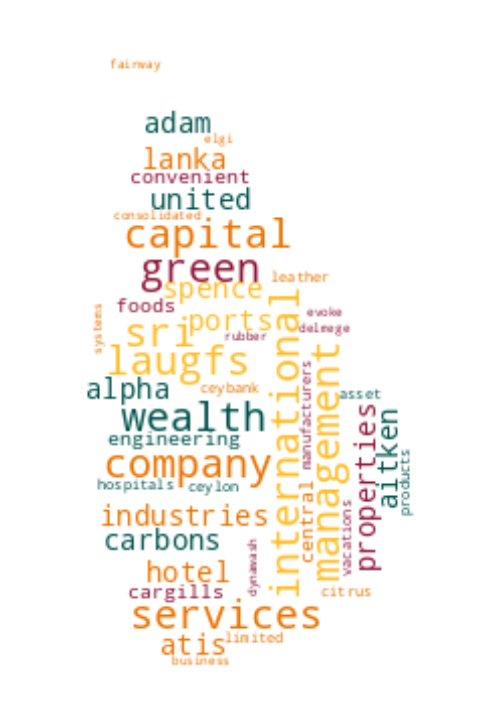 fairway
adam
elgi
lanka
convenient
united
consolidated
capital
green
leather
spence
foods
systems
evoke
ports
sri
delmege
rubber
laugfs
international
management
manufacturers
alpha
ceybank
asset
wealth
properties
aitken
engineering
company
products
hospitals
ceylon
central
vacations
industries
carbons
dynawash
hotel
cargills
citrus
services
atis
limited
business